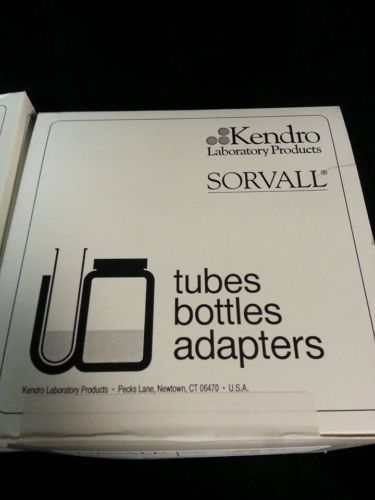 Kendro
Laboratory Products
SORVALL®
tubes
bottles
adapters
Kendro Laboratory Products • Pecks Lane, Newtown, CT 06470 • U.S.A.